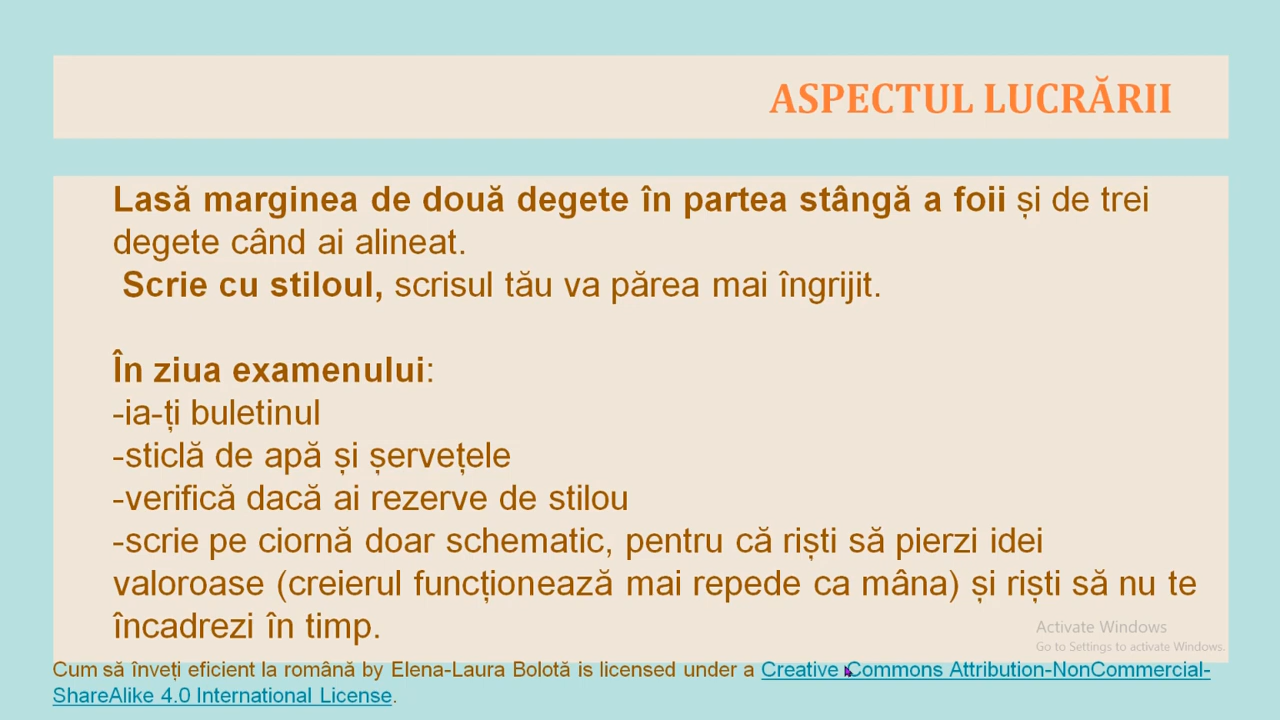 ASPECTUL LUCRĂRII
Lasă marginea de două degete în partea stângă a foii și de trei
degete când ai alineat.
Scrie cu stiloul, scrisul tău va părea mai îngrijit.
În ziua examenului:
-ia-ți buletinul
-sticlă de apă și șervețele
-verifică dacă ai rezerve de stilou
-scrie pe ciornă doar schematic, pentru că riști să pierzi idei
valoroase (creierul funcționează mai repede ca mâna) și riști să nu te
încadrezi în timp.
Activate Windows
Go to Settings to activate Windows.
Cum să înveți eficient la română by Elena-Laura Bolotă is licensed under a Creative Commons Attribution-NonCommercial-
ShareAlike 4.0 International License.